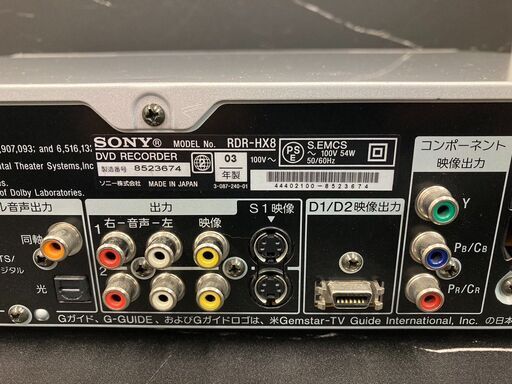 ,907,093; and 6,516,132
SONY® MODEL No. RDR-HX8
DVD RECORDER
製造番号 8523674
ソニー株式会社 MADE IN JAPAN
03年製
100V～
3-087-240-01
PSE
S.EMCS
～ 100V 54W
50/60Hz
44402100-8523674
tal Theater Systems, Inc
of Dolby Laboratories.
コンポーネント
映像出力
Y
PB/CB
PR/CR
ル音声出力
同軸
TS/
デジタル
光
出力
右-音声-左 映像
1
2
S1映像
D1/D2映像出力
Gガイド、G-GUIDE、およびGガイドロゴは、米Gemstar-TV Guide International, Inc. の日本